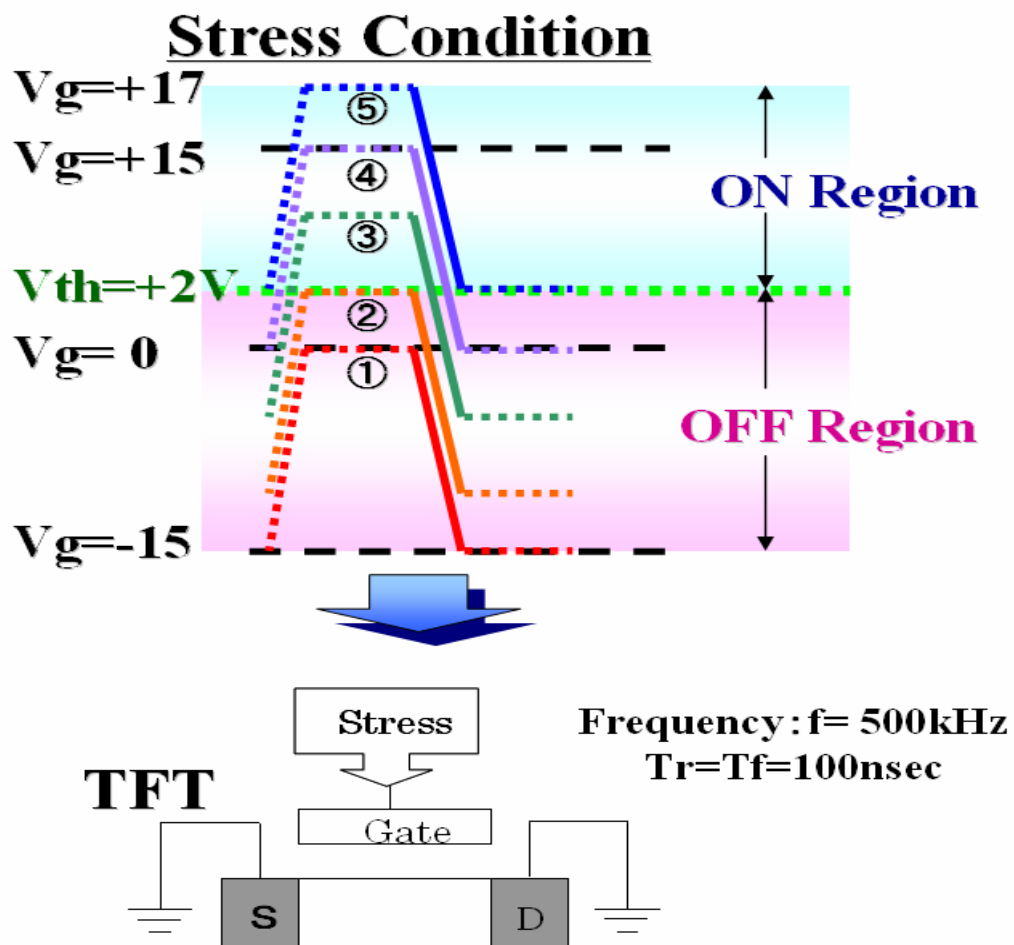 Stress Condition
Vg=+17
⑤
Vg=+15
④
ON Region
③
Vth=+2V
②
Vg= 0
①
OFF Region
Vg=-15
Stress
Frequency: f= 500kHz
Tr=Tf=100nsec
TFT
Gate
S
D